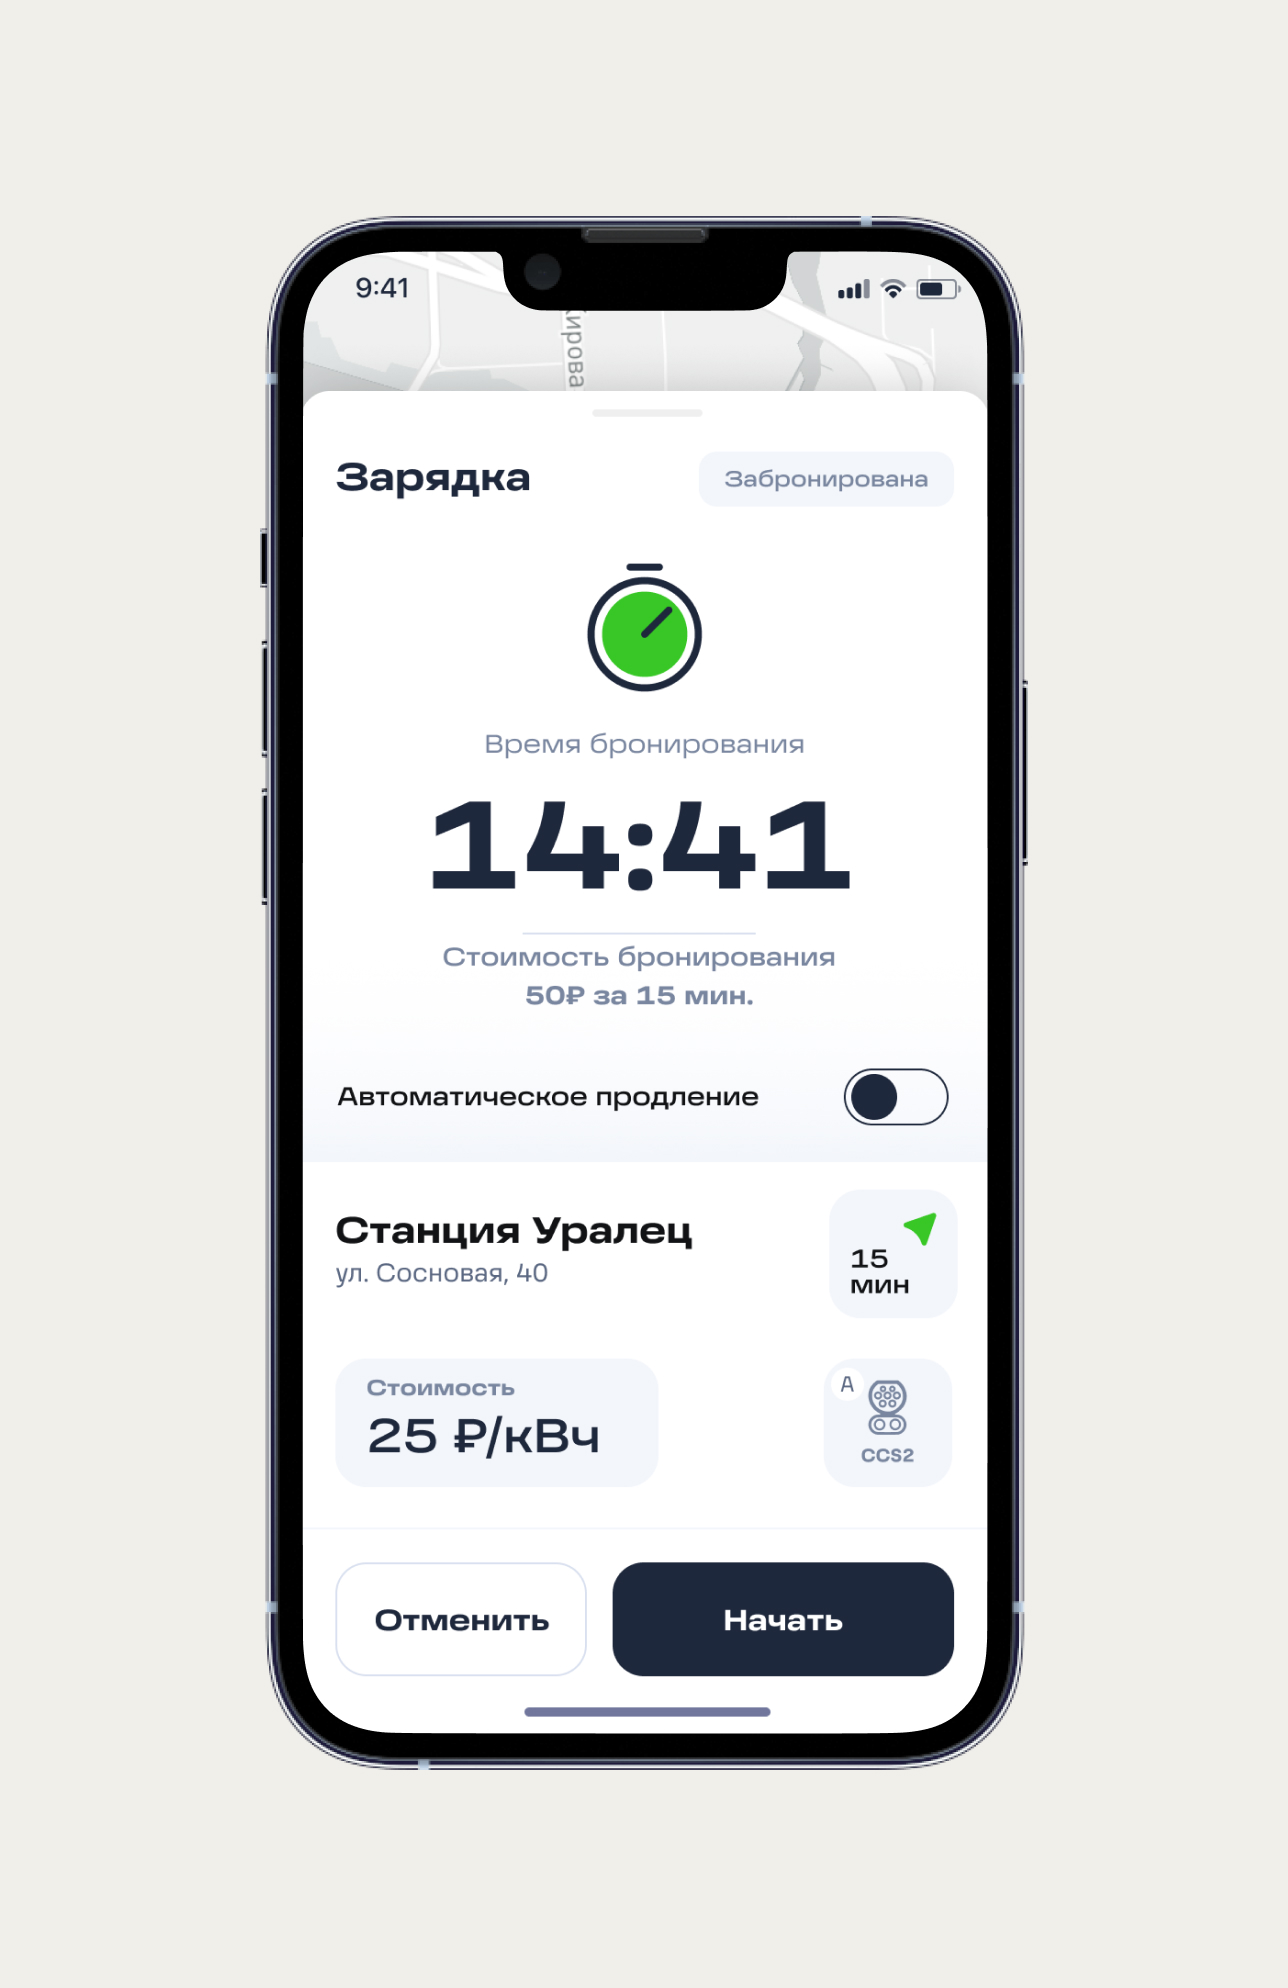 9:41
Кирова
Зарядка
Забронирована
Время бронирования
14:41
Стоимость бронирования
50₽ за 15 мин.
Автоматическое продление
Станция Уралец
ул. Сосновая, 40
15
мин
Стоимость
25 ₽/кВч
A
CCS2
Отменить
Начать